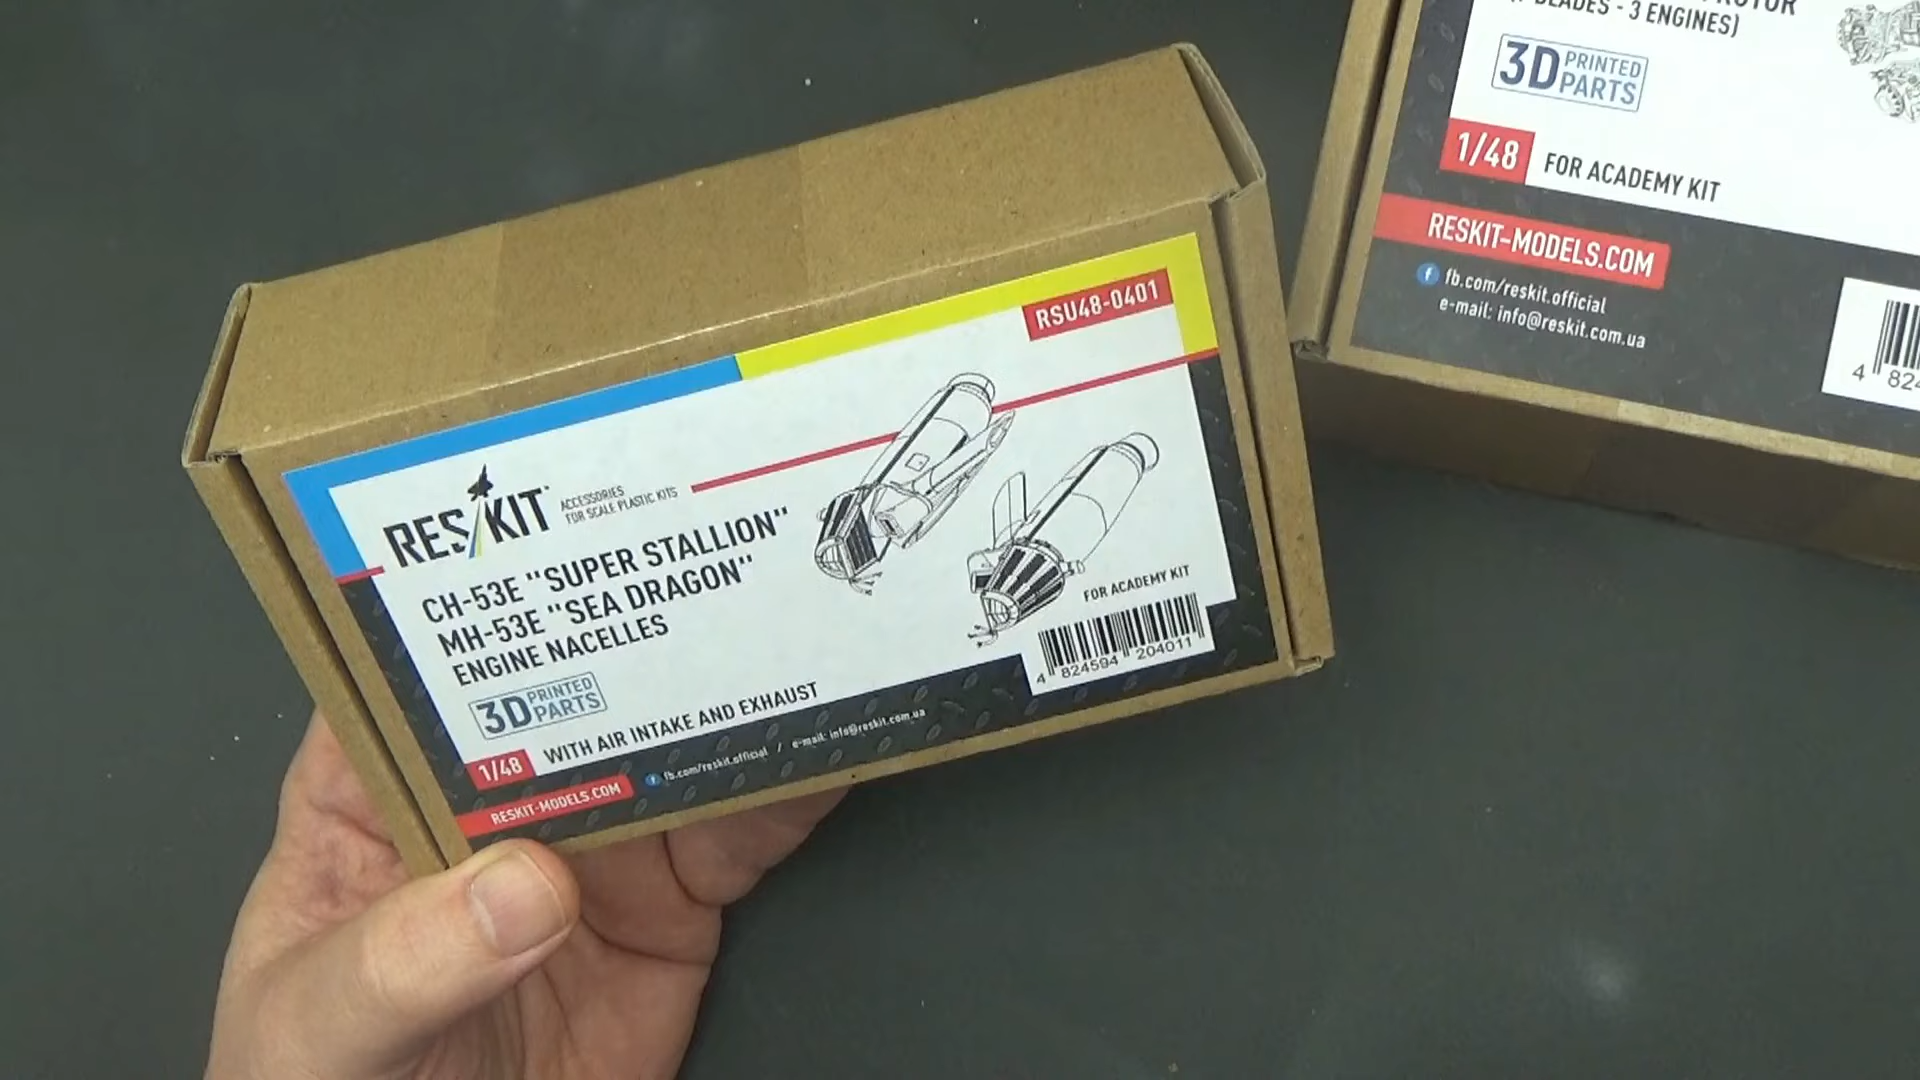 RSU48-0401
RESKIT
ACCESSORIES
FOR SCALE PLASTIC KITS
CH-53E "SUPER STALLION"
MH-53E "SEA DRAGON"
ENGINE NACELLES
3D PRINTED PARTS
FOR ACADEMY KIT
4 824594 204011
1/48 WITH AIR INTAKE AND EXHAUST
RESKIT-MODELS.COM
fb.com/reskit.official / e-mail: info@reskit.com.ua
BLADES - 3 ENGINES)
3D PRINTED PARTS
1/48 FOR ACADEMY KIT
RESKIT-MODELS.COM
fb.com/reskit.official
e-mail: info@reskit.com.ua
4 824